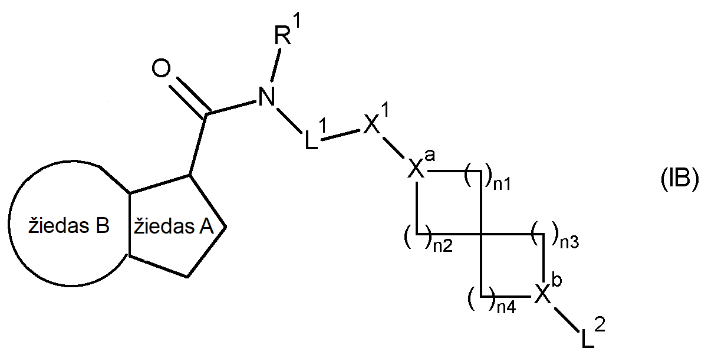 R1
O
N
L1
X1
Xa
( )n1
(IB)
žiedas B
žiedas A
( )n2
( )n3
( )n4
Xb
L2